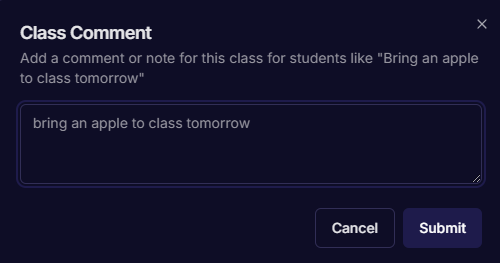 Class Comment
Add a comment or note for this class for students like "Bring an apple
to class tomorrow"
bring an apple to class tomorrow
Cancel
Submit